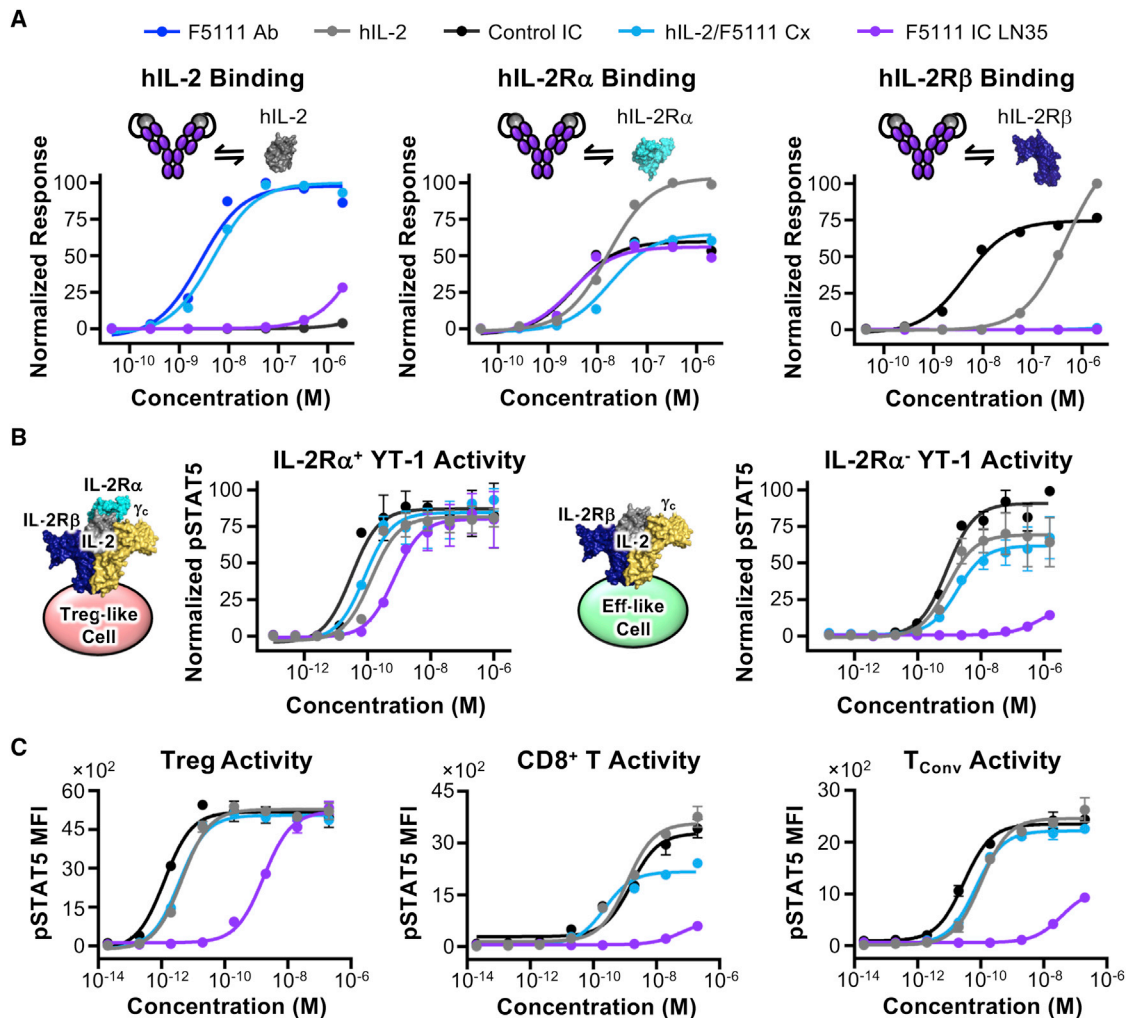 A
F5111 Ab hIL-2 Control IC hIL-2/F5111 Cx F5111 IC LN35
hIL-2 Binding
hIL-2
Normalized Response
100
75
50
25
0
10⁻¹⁰ 10⁻⁹ 10⁻⁸ 10⁻⁷ 10⁻⁶
Concentration (M)
hIL-2Rα Binding
hIL-2Rα
Normalized Response
100
75
50
25
0
10⁻¹⁰ 10⁻⁹ 10⁻⁸ 10⁻⁷ 10⁻⁶
Concentration (M)
hIL-2Rβ Binding
hIL-2Rβ
Normalized Response
100
75
50
25
0
10⁻¹⁰ 10⁻⁹ 10⁻⁸ 10⁻⁷ 10⁻⁶
Concentration (M)
B
IL-2Rα
IL-2Rβ
γc
IL-2
Treg-like
Cell
IL-2Rα⁺ YT-1 Activity
Normalized pSTAT5
100
75
50
25
0
10⁻¹² 10⁻¹⁰ 10⁻⁸ 10⁻⁶
Concentration (M)
IL-2Rβ
γc
IL-2
Eff-like
Cell
IL-2Rα⁻ YT-1 Activity
Normalized pSTAT5
100
75
50
25
0
10⁻¹² 10⁻¹⁰ 10⁻⁸ 10⁻⁶
Concentration (M)
C
Treg Activity
×10²
pSTAT5 MFI
60
45
30
15
0
10⁻¹⁴ 10⁻¹² 10⁻¹⁰ 10⁻⁸ 10⁻⁶
Concentration (M)
CD8⁺ T Activity
×10²
pSTAT5 MFI
45
30
15
0
10⁻¹⁴ 10⁻¹² 10⁻¹⁰ 10⁻⁸ 10⁻⁶
Concentration (M)
TConv Activity
×10²
pSTAT5 MFI
30
20
10
0
10⁻¹⁴ 10⁻¹² 10⁻¹⁰ 10⁻⁸ 10⁻⁶
Concentration (M)